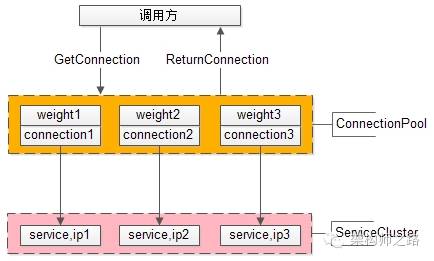 调用方
GetConnection
ReturnConnection
weight1
weight2
weight3
connection1
connection2
connection3
ConnectionPool
service,ip1
service,ip2
service,ip3
ServiceCluster
架构师之路